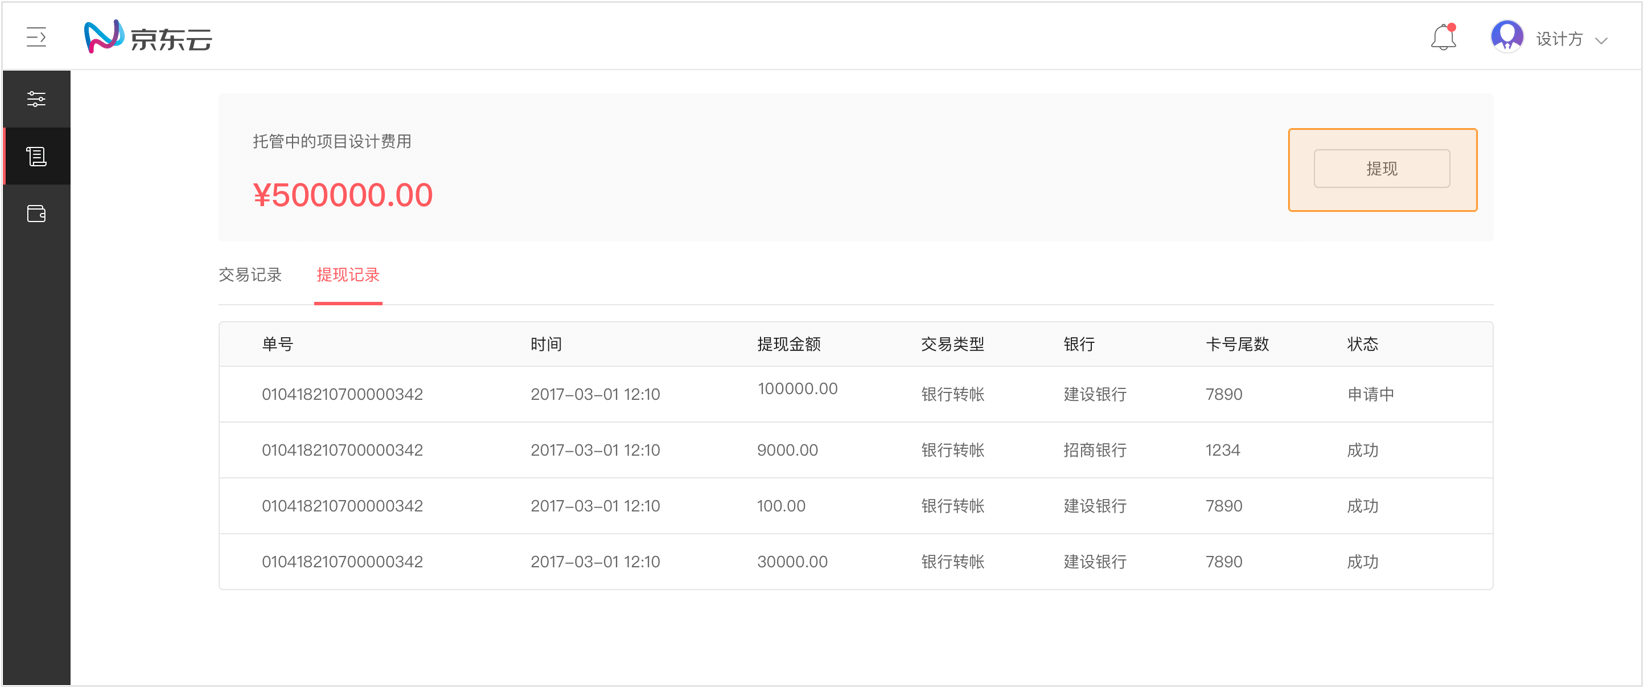 京东云
设计方
托管中的项目设计费用
提现
¥500000.00
交易记录 提现记录
单号 时间 提现金额 交易类型 银行 卡号尾数 状态
010418210700000342 2017-03-01 12:10 100000.00 银行转帐 建设银行 7890 申请中
010418210700000342 2017-03-01 12:10 9000.00 银行转帐 招商银行 1234 成功
010418210700000342 2017-03-01 12:10 100.00 银行转帐 建设银行 7890 成功
010418210700000342 2017-03-01 12:10 30000.00 银行转帐 建设银行 7890 成功